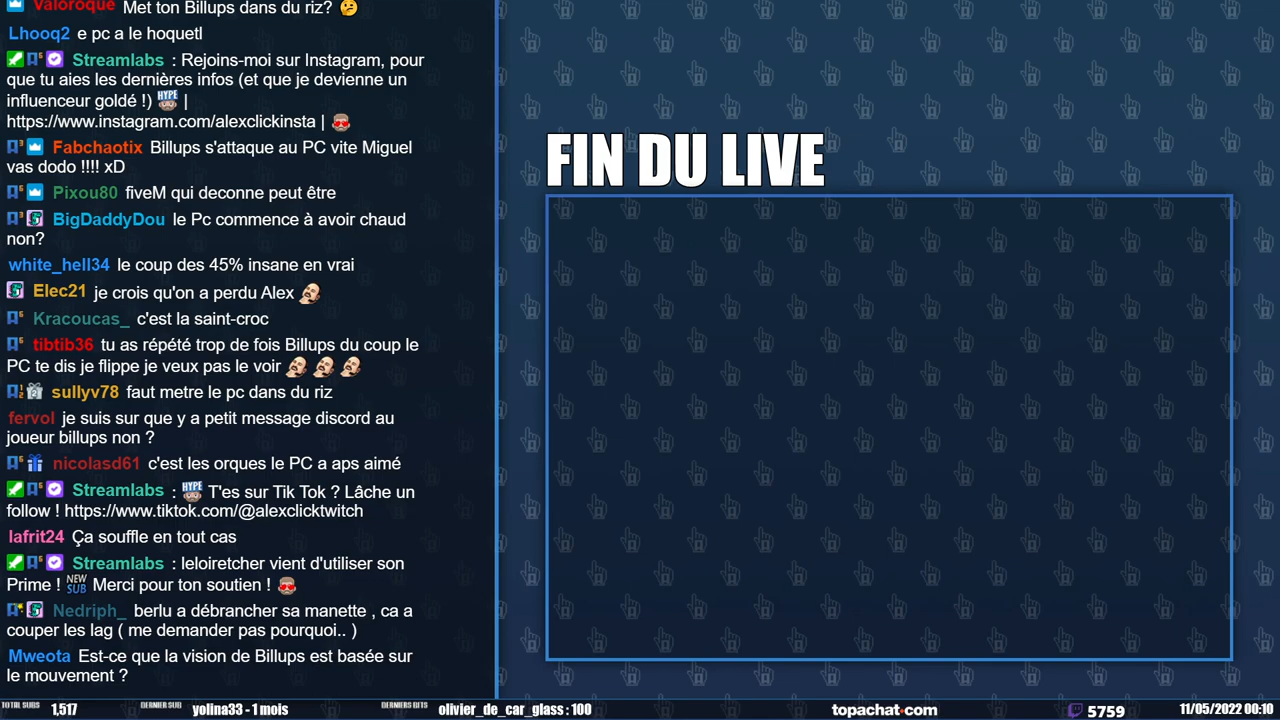 Valoroque Met ton Billups dans du riz?
Lhooq2 e pc a le hoquetl
Streamlabs : Rejoins-moi sur Instagram, pour
que tu aies les dernières infos (et que je devienne un
influenceur goldé !) HYPE |
https://www.instagram.com/alexclickinsta |
Fabchaotix Billups s'attaque au PC vite Miguel
vas dodo !!!! xD
Pixou80 fiveM qui deconne peut être
BigDaddyDou le Pc commence à avoir chaud
non?
white_hell34 le coup des 45% insane en vrai
Elec21 je crois qu'on a perdu Alex
Kracoucas_ c'est la saint-croc
tibtib36 tu as répété trop de fois Billups du coup le
PC te dis je flippe je veux pas le voir
sullyv78 faut metre le pc dans du riz
fervol je suis sur que y a petit message discord au
joueur billups non ?
nicolasd61 c'est les orques le PC a aps aimé
Streamlabs : HYPE T'es sur Tik Tok ? Lâche un
follow ! https://www.tiktok.com/@alexclicktwitch
lafrit24 Ça souffle en tout cas
Streamlabs : leloiretcher vient d'utiliser son
Prime ! NEW SUB Merci pour ton soutien !
Nedriph_ berlu a débrancher sa manette , ca a
couper les lag ( me demander pas pourquoi.. )
Mweota Est-ce que la vision de Billups est basée sur
le mouvement ?
FIN DU LIVE
TOTAL SUBS 1,517 DERNIER SUB yolina33 - 1 mois DERNIERS BITS olivier_de_car_glass : 100 topachat•com 5759 11/05/2022 00:10